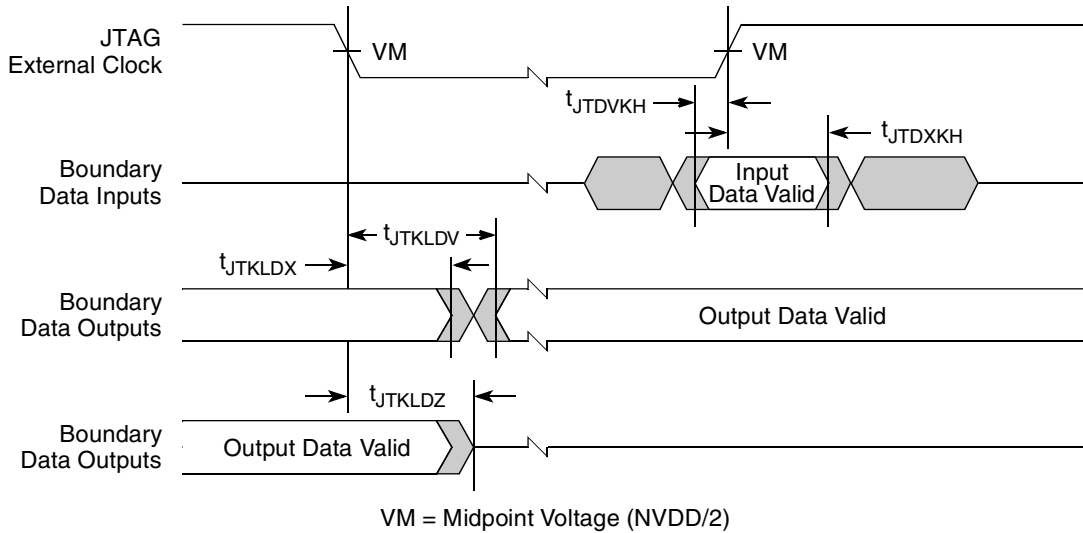 JTAG
External Clock
VM
VM
tJTDVKH
tJTDXKH
Boundary
Data Inputs
Input
Data Valid
tJTKLDV
tJTKLDX
Boundary
Data Outputs
Output Data Valid
tJTKLDZ
Boundary
Data Outputs
Output Data Valid
VM = Midpoint Voltage (NVDD/2)